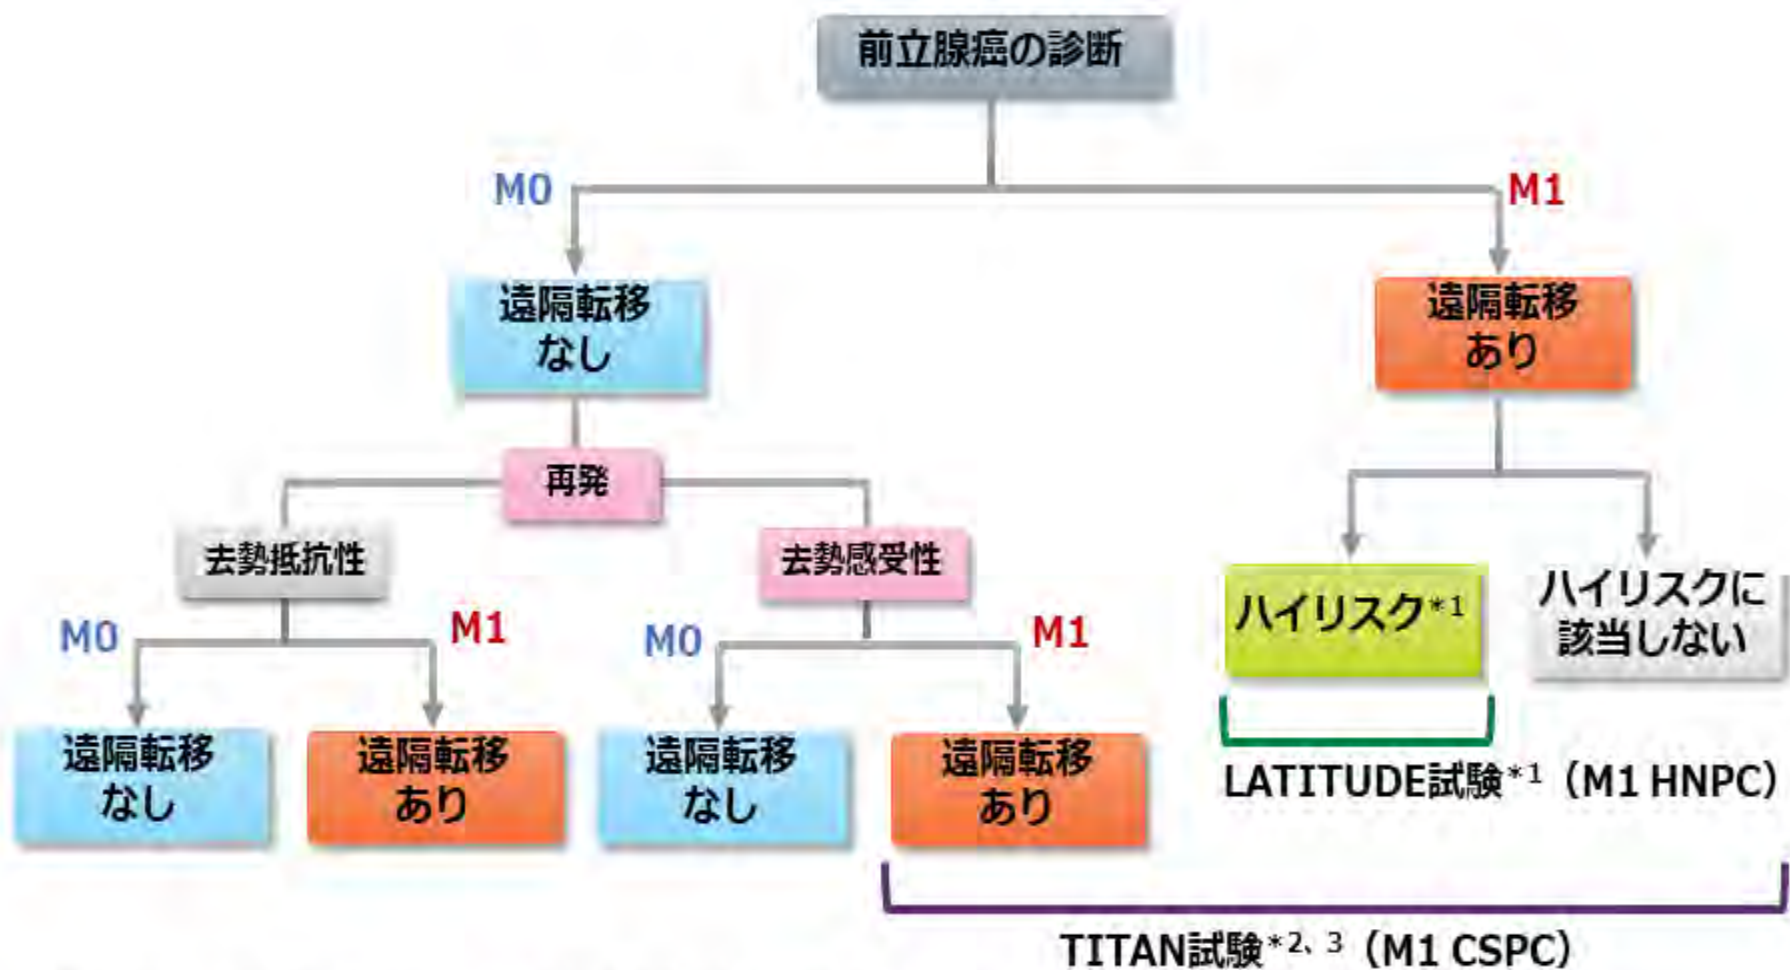 前立腺癌の診断
M0
M1
遠隔転移
なし
遠隔転移
あり
再発
去勢抵抗性
去勢感受性
M0
M1
M0
M1
ハイリスク*1
ハイリスクに
該当しない
遠隔転移
なし
遠隔転移
あり
遠隔転移
なし
遠隔転移
あり
LATITUDE試験*1（M1 HNPC）
TITAN試験*2、3（M1 CSPC）